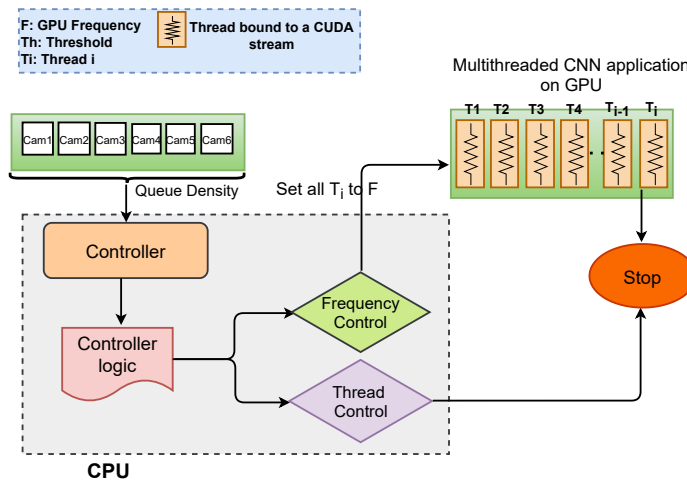 F: GPU Frequency
Th: Threshold
Ti: Thread i
Thread bound to a CUDA
stream
Multithreaded CNN application
on GPU
T1 T2 T3 T4 Ti-1 Ti
Cam1 Cam2 Cam3 Cam4 Cam5 Cam6
Queue Density
Set all Ti to F
Controller
Stop
Frequency
Control
Controller
logic
Thread
Control
CPU